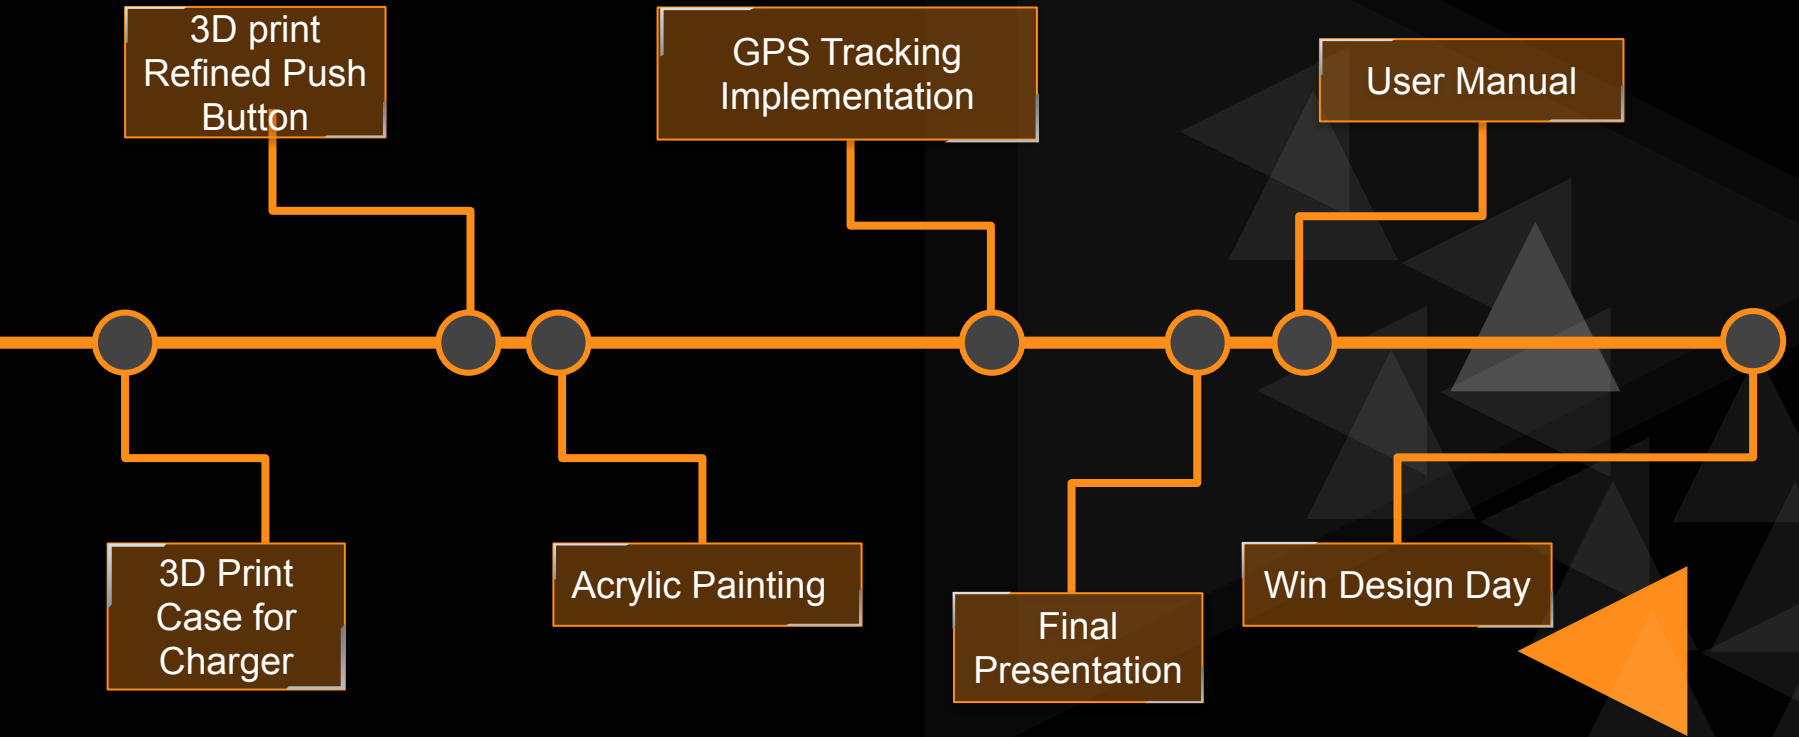 3D print
Refined Push
Button
GPS Tracking
Implementation
User Manual
3D Print
Case for
Charger
Acrylic Painting
Final
Presentation
Win Design Day